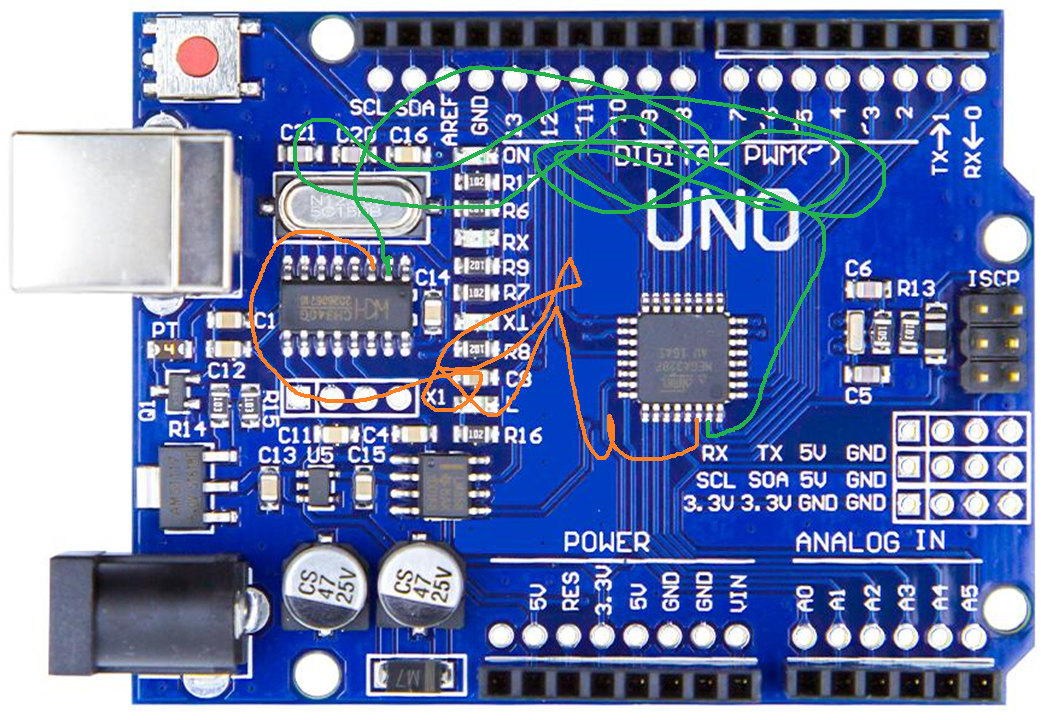 SCL SDA AREF GND 13 12 11 10 9 8 7 6 5 4 3 2 TX→1 RX←0
C21 C20 C16 ON DIGITAL PWM(~)
R17
R6
UNO
RX
R9
R7
C14
C6
R13
ISCP
PT
4
C1
TX
R8
C12
C8
X1
L
C5
Q1
R14
R15
C11 C4 R16
C13 U5 C15
RX TX 5V GND
SCL SOA 5V GND
3.3V 3.3V GND GND
POWER ANALOG IN
CS
47
25V
CS
47
25V
5V RES 3.3V 5V GND GND VIN A0 A1 A2 A3 A4 A5
M7